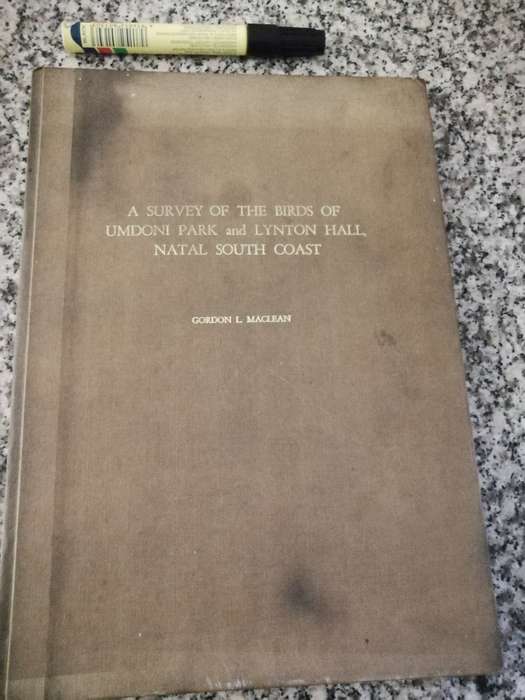 A SURVEY OF THE BIRDS OF
UMDONI PARK and LYNTON HALL,
NATAL SOUTH COAST
GORDON L. MACLEAN